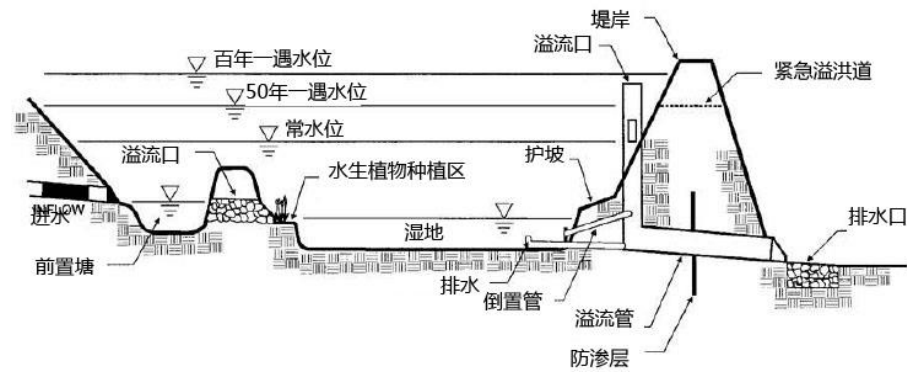 堤岸
溢流口
百年一遇水位
紧急溢洪道
50年一遇水位
常水位
溢流口
护坡
水生植物种植区
INFLOW
进水
湿地
排水口
前置塘
排水
倒置管
溢流管
防渗层